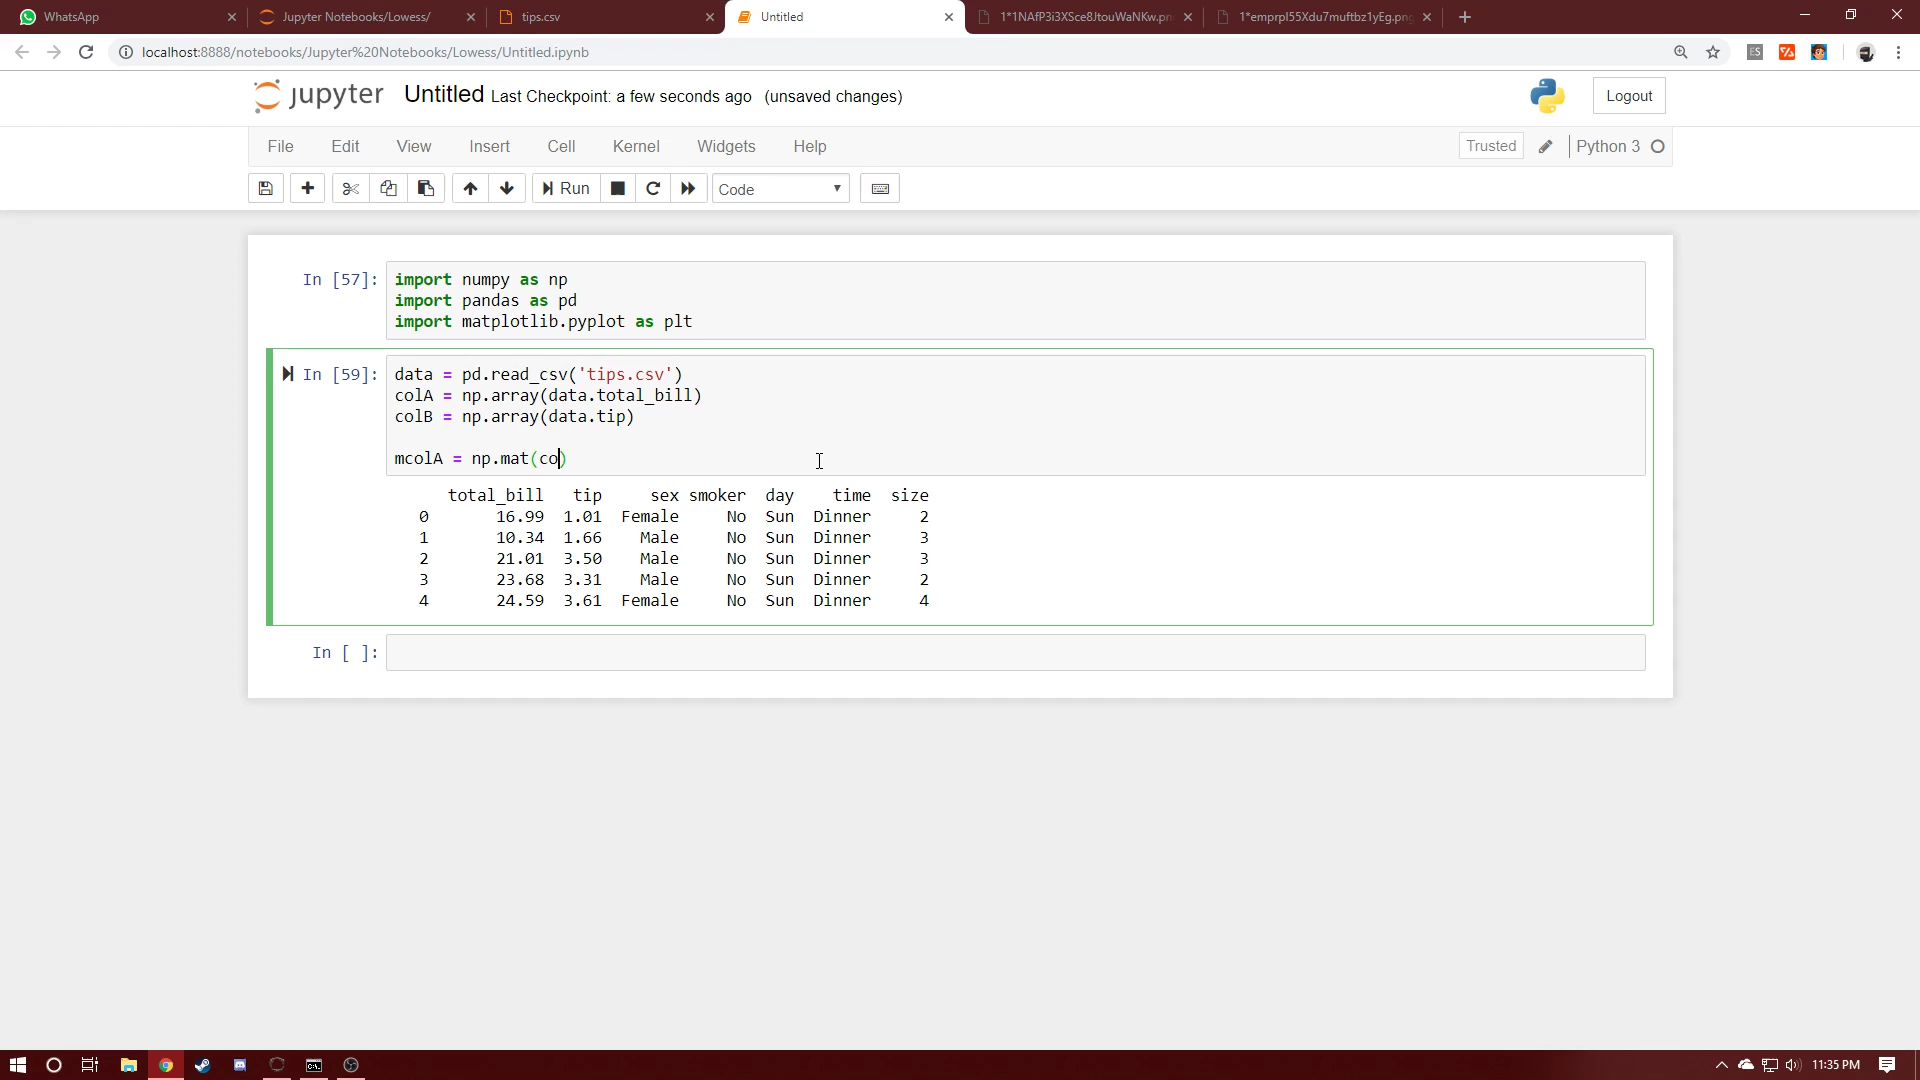 WhatsApp
Jupyter Notebooks/Lowess/
tips.csv
Untitled
1*1NAfP3i3XSce8JtouWaNKw.pn
1*emprpI55Xdu7muftbz1yEg.png
localhost:8888/notebooks/Jupyter%20Notebooks/Lowess/Untitled.ipynb
ES
jupyter Untitled Last Checkpoint: a few seconds ago (unsaved changes)
Logout
File Edit View Insert Cell Kernel Widgets Help
Trusted Python 3
Run Code
In [57]: import numpy as np
import pandas as pd
import matplotlib.pyplot as plt
In [59]: data = pd.read_csv('tips.csv')
colA = np.array(data.total_bill)
colB = np.array(data.tip)
mcolA = np.mat(co)
total_bill tip sex smoker day time size
0 16.99 1.01 Female No Sun Dinner 2
1 10.34 1.66 Male No Sun Dinner 3
2 21.01 3.50 Male No Sun Dinner 3
3 23.68 3.31 Male No Sun Dinner 2
4 24.59 3.61 Female No Sun Dinner 4
In [ ]:
11:35 PM